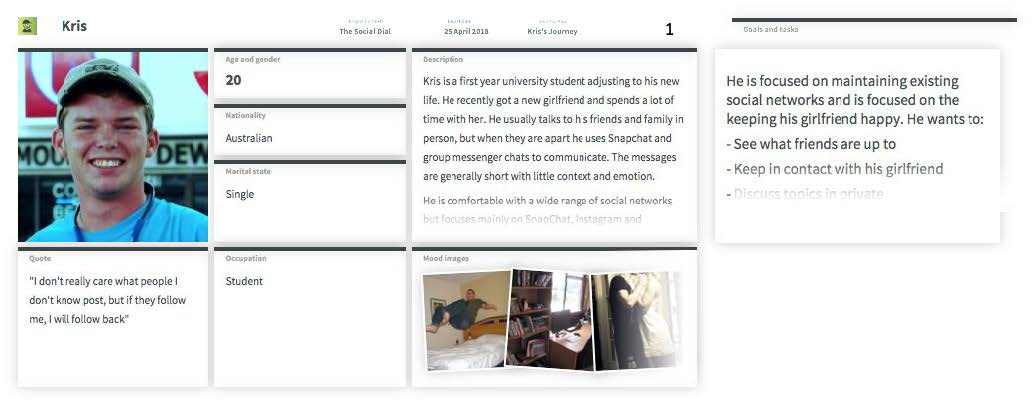 Kris
The Social Dial
25 April 2018
Kris's Journey
1
Goals and tasks
Age and gender
20
Nationality
Australian
Marital state
Single
Description
Kris is a first year university student adjusting to his new
life. He recently got a new girlfriend and spends a lot of
time with her. He usually talks to h s friends and family in
person, but when they are apart he uses Snapchat and
group messenger chats to communicate. The messages
are generally short with little context and emotion.
He is comfortable with a wide range of social networks
but focuses mainly on SnapChat, Instagram and
He is focused on maintaining existing
social networks and is focused on the
keeping his girlfriend happy. He wants to:
- See what friends are up to
- Keep in contact with his girlfriend
- Discuss topics in private
MOU
DEW
Quote
"I don't really care what people I
don't know post, but if they follow
me, I will follow back"
Occupation
Student
Mood images